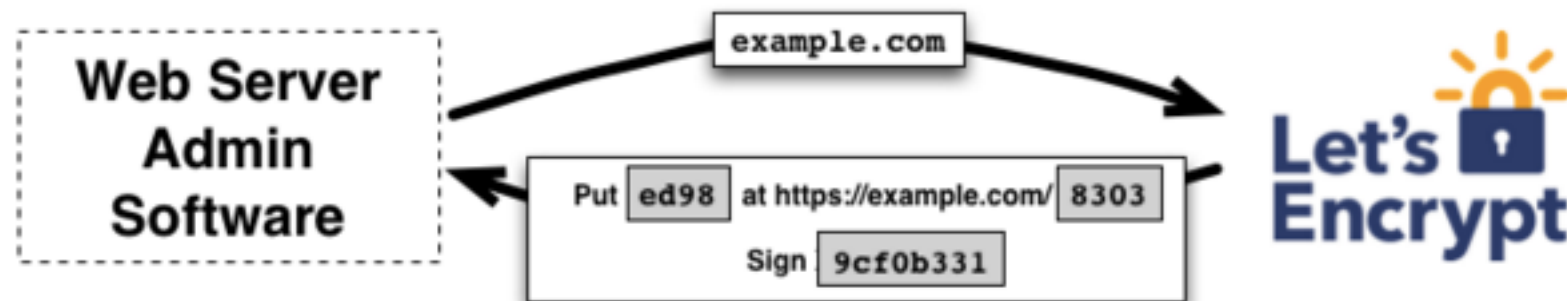 example.com
Web Server
Admin
Software
Put ed98 at https://example.com/ 8303
Sign 9cf0b331
Let's
Encrypt